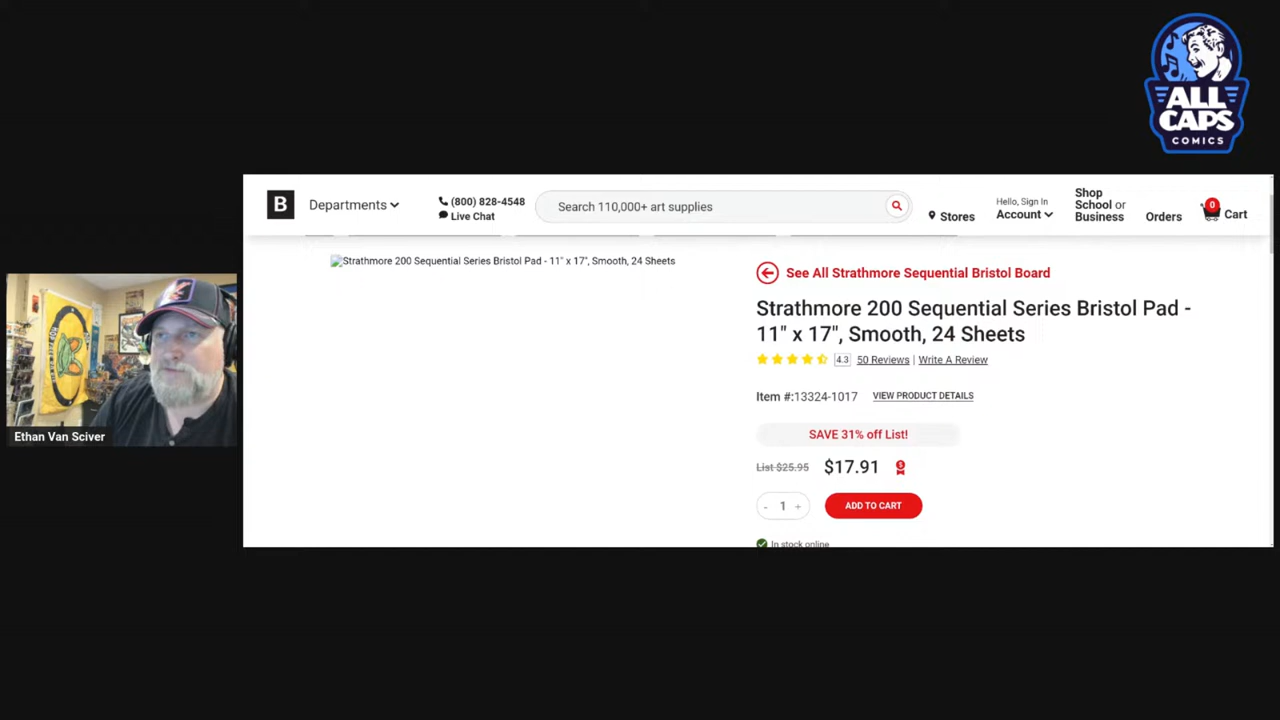 ALL
CAPS
COMICS
B
Departments
(800) 828-4548
Live Chat
Search 110,000+ art supplies
Stores
Hello, Sign In
Account
Shop
School or
Business
Orders
0
Cart
Strathmore 200 Sequential Series Bristol Pad - 11" x 17", Smooth, 24 Sheets
See All Strathmore Sequential Bristol Board
Strathmore 200 Sequential Series Bristol Pad -
11" x 17", Smooth, 24 Sheets
4.3
50 Reviews | Write A Review
Item #:13324-1017 VIEW PRODUCT DETAILS
SAVE 31% off List!
List $25.95 $17.91
- 1 +
ADD TO CART
In stock online
Ethan Van Sciver